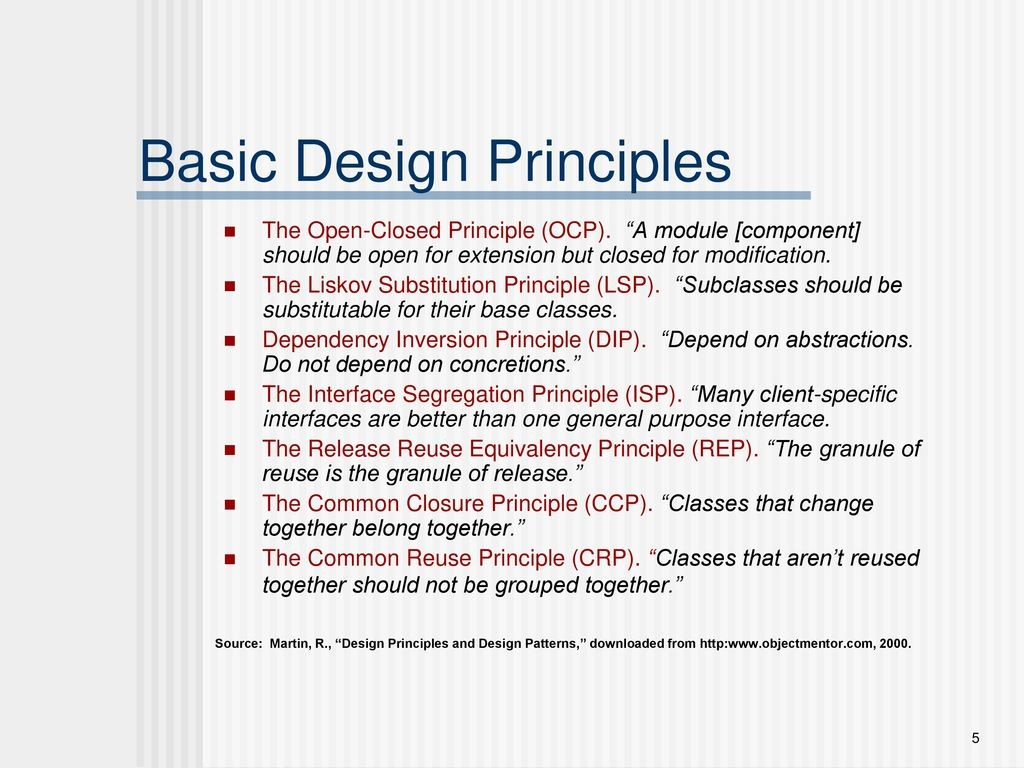 Basic Design Principles
The Open-Closed Principle (OCP).  “A module [component]
should be open for extension but closed for modification.
The Liskov Substitution Principle (LSP).  “Subclasses should be
substitutable for their base classes.
Dependency Inversion Principle (DIP).  “Depend on abstractions.
Do not depend on concretions.”
The Interface Segregation Principle (ISP). “Many client-specific
interfaces are better than one general purpose interface.
The Release Reuse Equivalency Principle (REP). “The granule of
reuse is the granule of release.”
The Common Closure Principle (CCP). “Classes that change
together belong together.”
The Common Reuse Principle (CRP). “Classes that aren’t reused
together should not be grouped together.”
Source:  Martin, R., “Design Principles and Design Patterns,” downloaded from http:www.objectmentor.com, 2000.
5